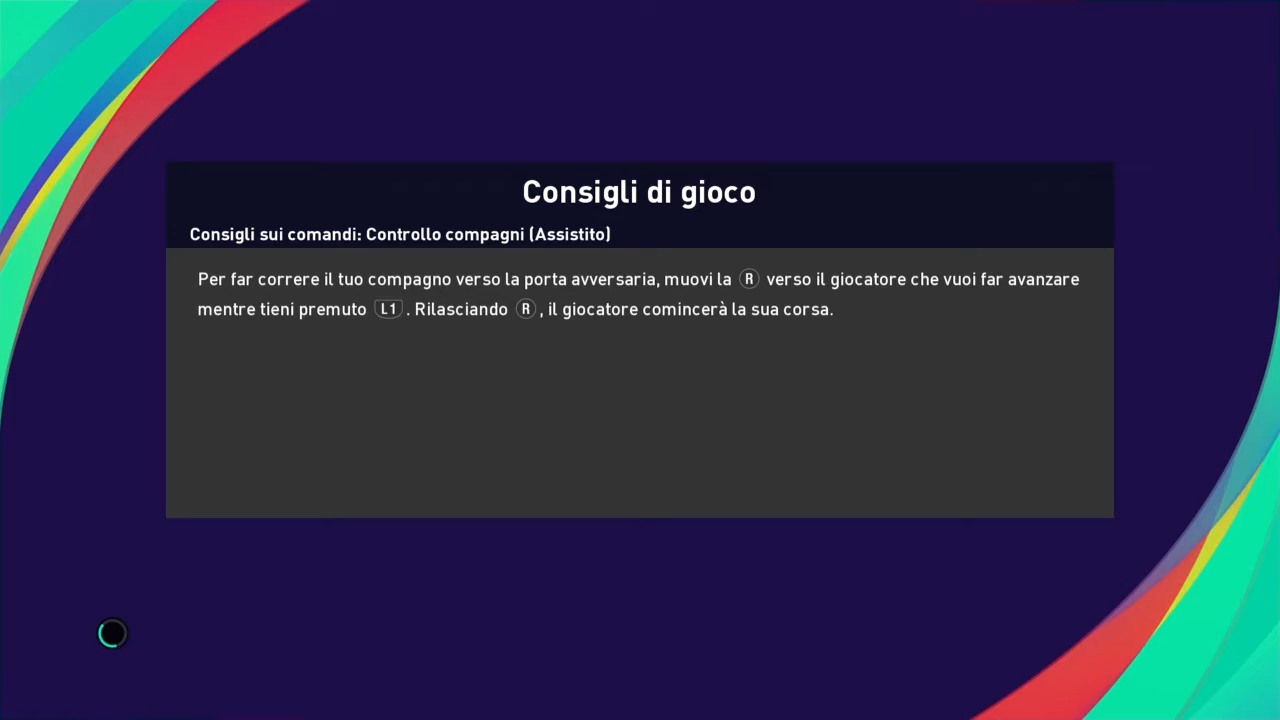 Consigli di gioco
Consigli sui comandi: Controllo compagni (Assistito)
Per far correre il tuo compagno verso la porta avversaria, muovi la R verso il giocatore che vuoi far avanzare
mentre tieni premuto L1. Rilasciando R, il giocatore comincerà la sua corsa.